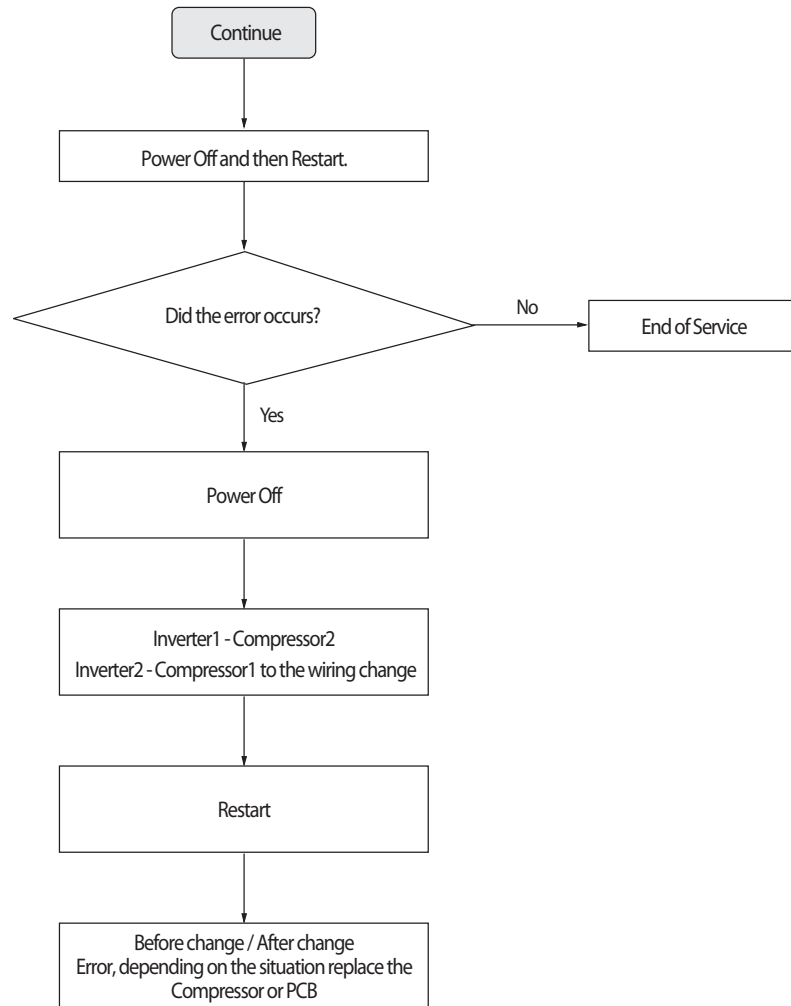 Continue
Power Off and then Restart.
Did the error occurs?
No
End of Service
Yes
Power Off
Inverter1 - Compressor2
Inverter2 - Compressor1 to the wiring change
Restart
Before change / After change
Error, depending on the situation replace the
Compressor or PCB